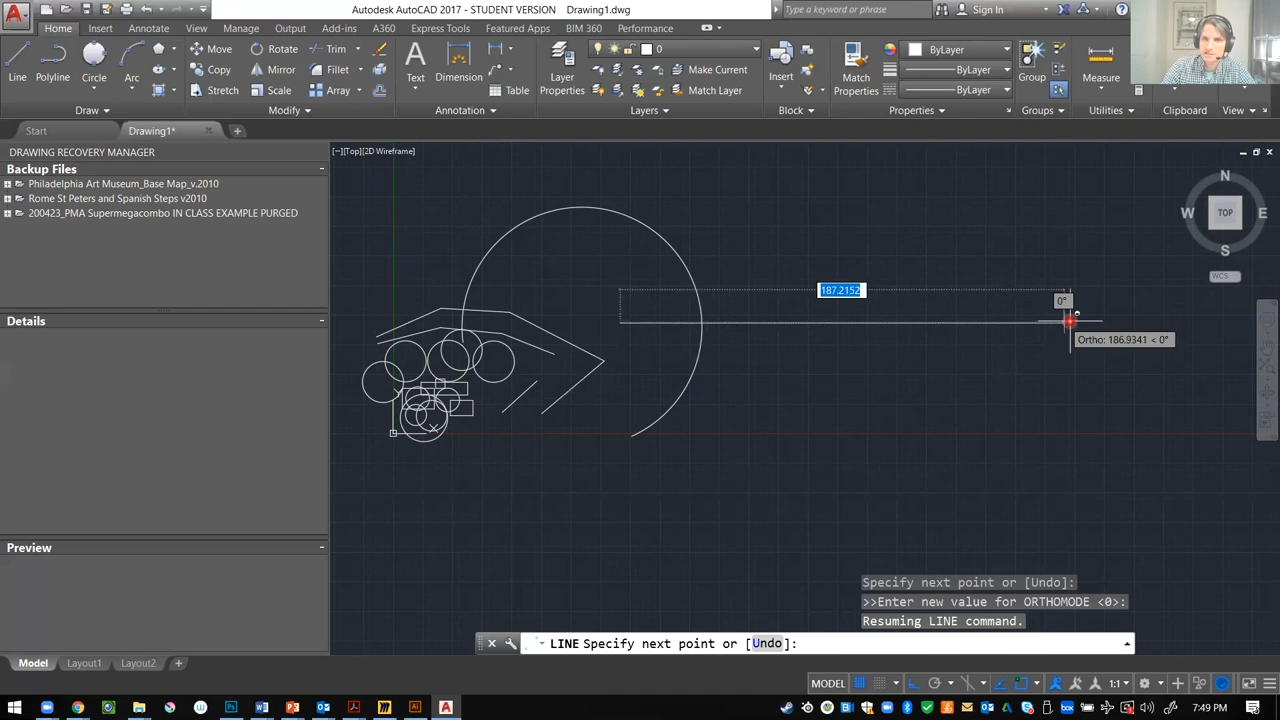 Autodesk AutoCAD 2017 - STUDENT VERSION Drawing1.dwg
Type a keyword or phrase
Sign In
Home Insert Annotate View Manage Output Add-ins A360 Express Tools Featured Apps BIM 360 Performance
Line Polyline Circle Arc
Move Rotate Trim
Copy Mirror Fillet
Stretch Scale Array
Text Dimension Table
Layer Properties
0
Make Current
Match Layer
Insert
Match Properties
ByLayer
ByLayer
ByLayer
Group
Measure
Draw Modify Annotation Layers Block Properties Groups Utilities Clipboard View
Start Drawing1*
DRAWING RECOVERY MANAGER
Backup Files
Philadelphia Art Museum_Base Map_v.2010
Rome St Peters and Spanish Steps v2010
200423_PMA Supermegacombo IN CLASS EXAMPLE PURGED
Details
Preview
[−][Top][2D Wireframe]
N
W TOP E
S
WCS
187.2152
0°
Ortho: 186.9341 < 0°
Specify next point or [Undo]:
>>Enter new value for ORTHOMODE <0>:
Resuming LINE command.
LINE Specify next point or [Undo]:
Model Layout1 Layout2
MODEL 1:1
7:49 PM